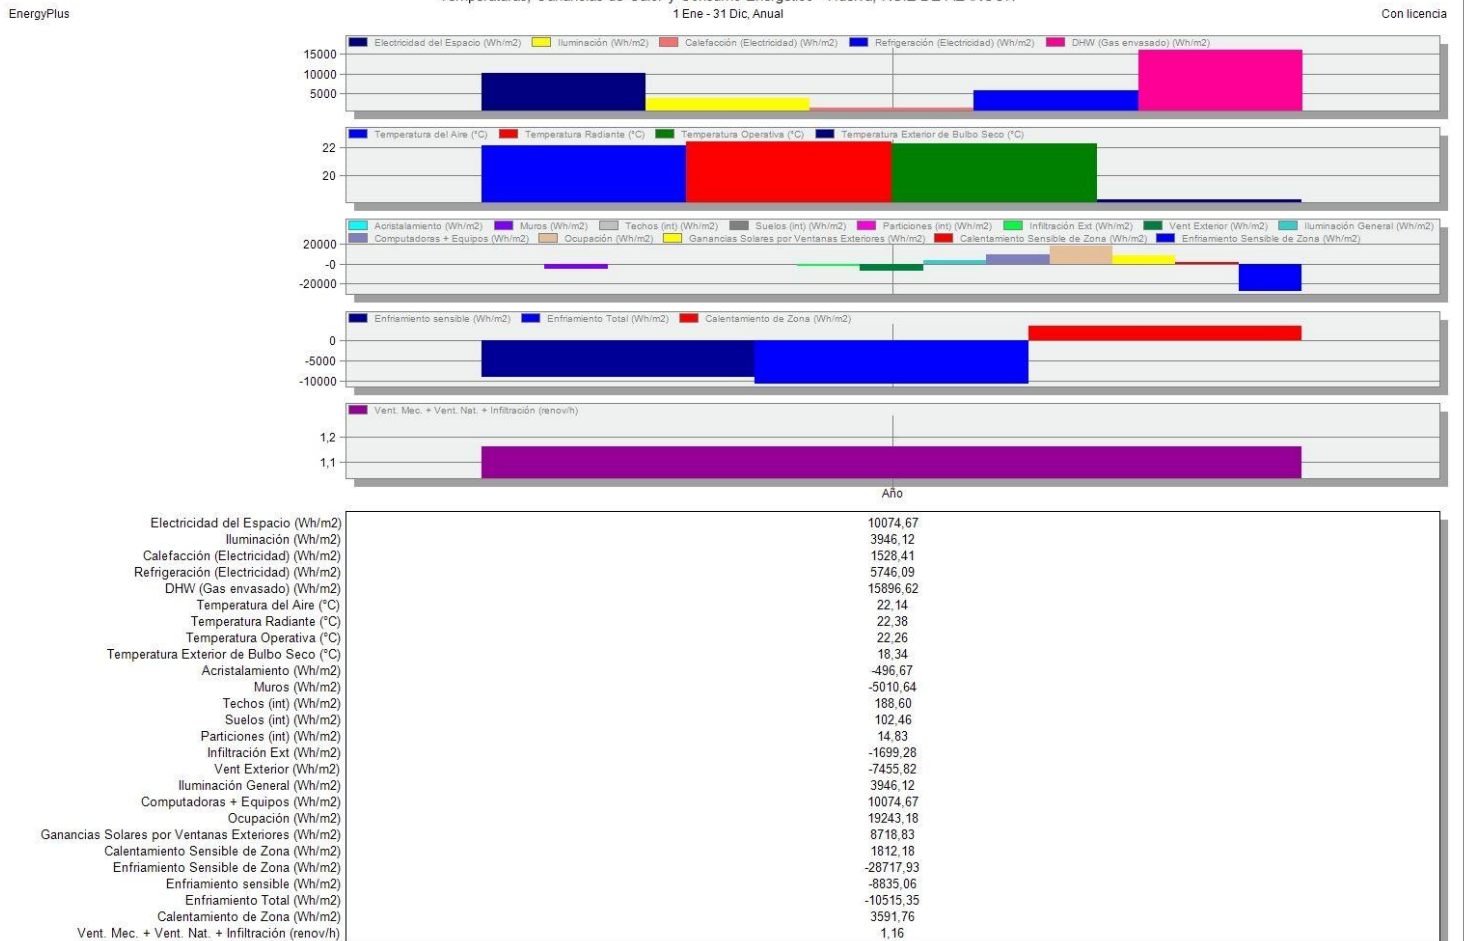 EnergyPlus
1 Ene - 31 Dic, Anual
Con licencia
Electricidad del Espacio (Wh/m2) Iluminación (Wh/m2) Calefacción (Electricidad) (Wh/m2) Refrigeración (Electricidad) (Wh/m2) DHW (Gas envasado) (Wh/m2)
15000
10000
5000
Temperatura del Aire (°C) Temperatura Radiante (°C) Temperatura Operativa (°C) Temperatura Exterior de Bulbo Seco (°C)
22
20
Acristalamiento (Wh/m2) Muros (Wh/m2) Techos (int) (Wh/m2) Suelos (int) (Wh/m2) Particiones (int) (Wh/m2) Infiltración Ext (Wh/m2) Vent Exterior (Wh/m2) Iluminación General (Wh/m2)
Computadoras + Equipos (Wh/m2) Ocupación (Wh/m2) Ganancias Solares por Ventanas Exteriores (Wh/m2) Calentamiento Sensible de Zona (Wh/m2) Enfriamiento Sensible de Zona (Wh/m2)
20000
-0
-20000
Enfriamiento sensible (Wh/m2) Enfriamiento Total (Wh/m2) Calentamiento de Zona (Wh/m2)
0
-5000
-10000
Vent. Mec. + Vent. Nat. + Infiltración (renov/h)
1,2
1,1
Año
Electricidad del Espacio (Wh/m2) 10074,67
Iluminación (Wh/m2) 3946,12
Calefacción (Electricidad) (Wh/m2) 1528,41
Refrigeración (Electricidad) (Wh/m2) 5746,09
DHW (Gas envasado) (Wh/m2) 15896,62
Temperatura del Aire (°C) 22,14
Temperatura Radiante (°C) 22,38
Temperatura Operativa (°C) 22,26
Temperatura Exterior de Bulbo Seco (°C) 18,34
Acristalamiento (Wh/m2) -496,67
Muros (Wh/m2) -5010,64
Techos (int) (Wh/m2) 188,60
Suelos (int) (Wh/m2) 102,46
Particiones (int) (Wh/m2) 14,83
Infiltración Ext (Wh/m2) -1699,28
Vent Exterior (Wh/m2) -7455,82
Iluminación General (Wh/m2) 3946,12
Computadoras + Equipos (Wh/m2) 10074,67
Ocupación (Wh/m2) 19243,18
Ganancias Solares por Ventanas Exteriores (Wh/m2) 8718,83
Calentamiento Sensible de Zona (Wh/m2) 1812,18
Enfriamiento Sensible de Zona (Wh/m2) -28717,93
Enfriamiento sensible (Wh/m2) -8835,06
Enfriamiento Total (Wh/m2) -10515,35
Calentamiento de Zona (Wh/m2) 3591,76
Vent. Mec. + Vent. Nat. + Infiltración (renov/h) 1,16